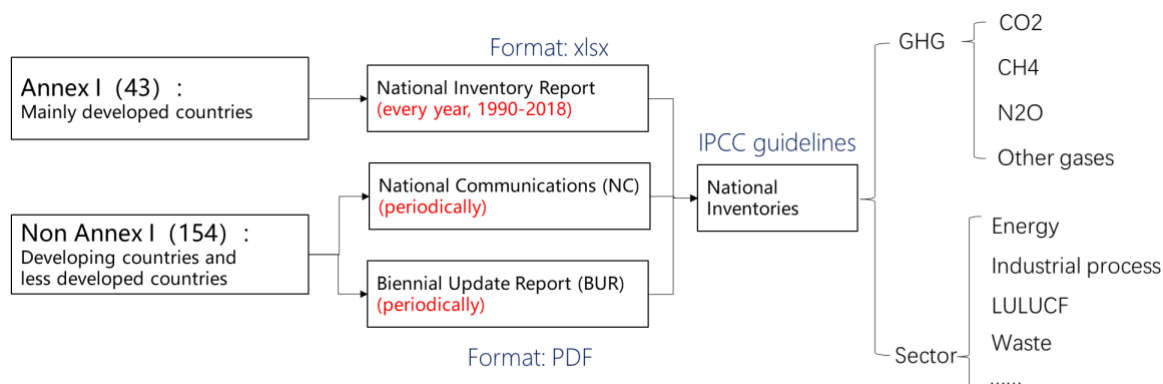 Annex I (43) :
Mainly developed countries
Non Annex I (154) :
Developing countries and
less developed countries
Format: xlsx
National Inventory Report
(every year, 1990-2018)
National Communications (NC)
(periodically)
Biennial Update Report (BUR)
(periodically)
Format: PDF
IPCC guidelines
National
Inventories
GHG
CO2
CH4
N2O
Other gases
Sector
Energy
Industrial process
LULUCF
Waste
......